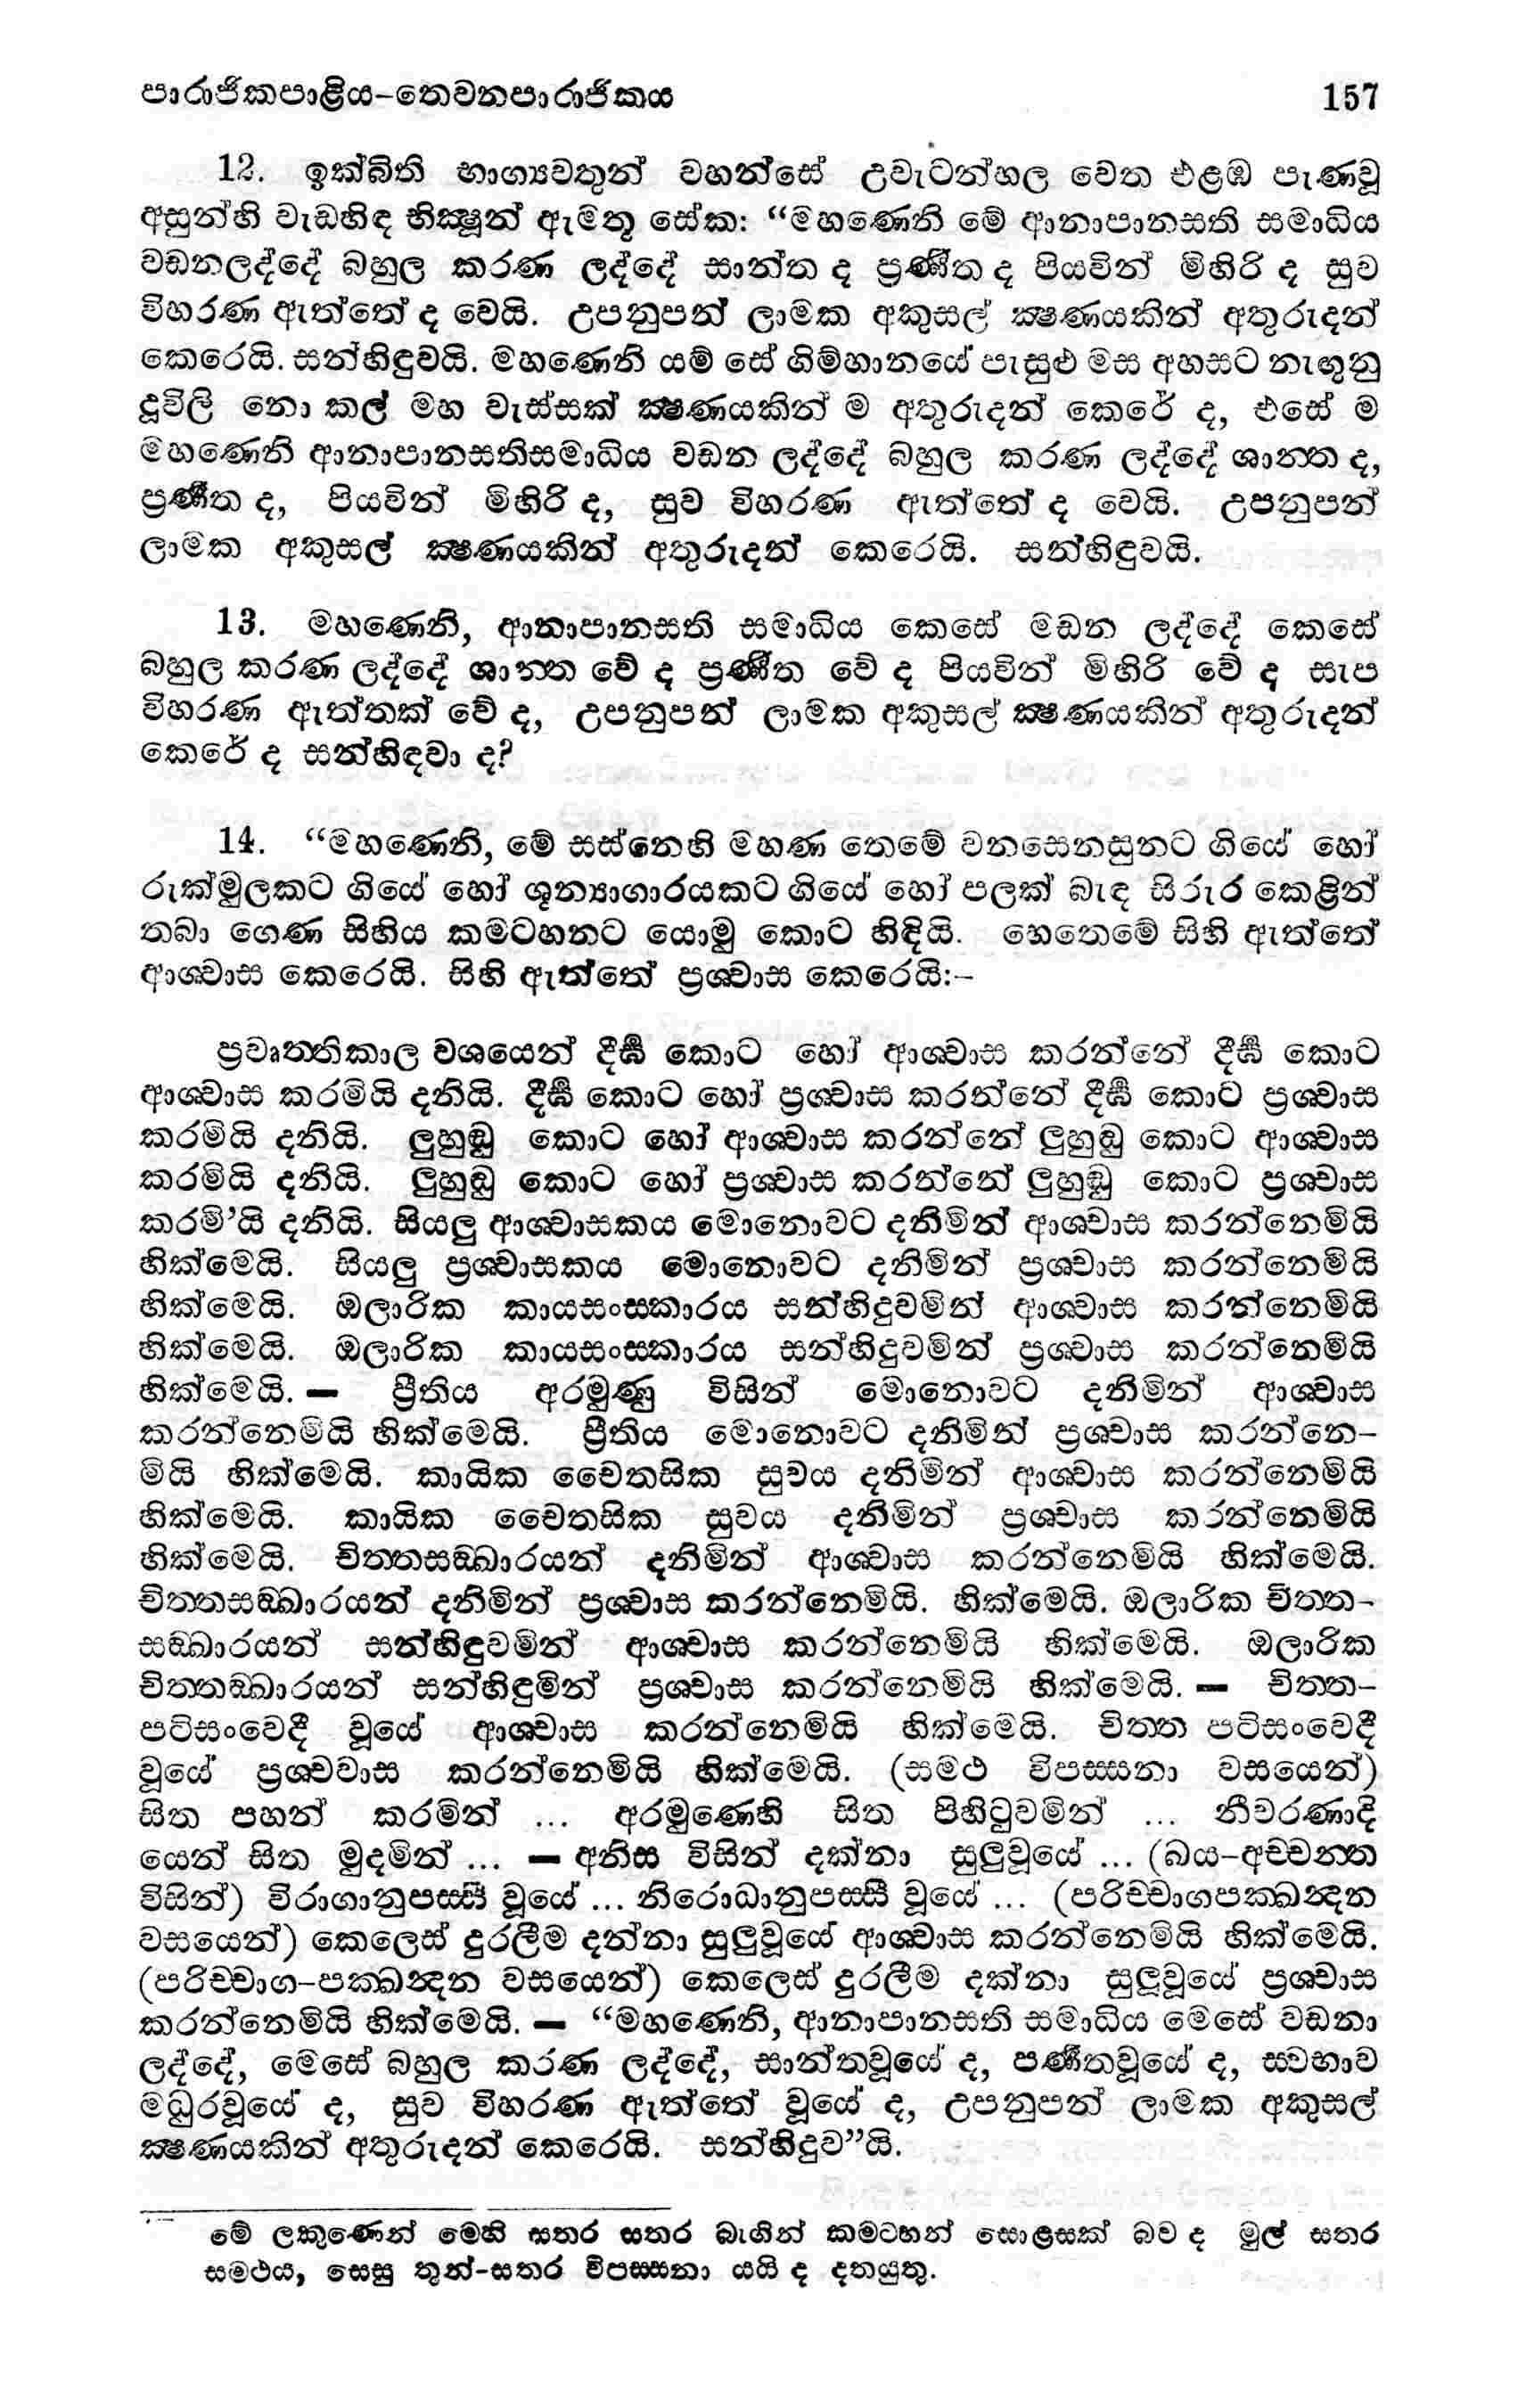 පාරාජිකපාළිය-තෙවනපාරාජිකය 157
12. ඉක්බිති භාග්‍යවතුන් වහන්සේ උවැටන්හල වෙත එළඹ පැණවූ
අසුන්හි වැඩහිඳ භික්‍ෂූන් ඇමතූ සේක: “මහණෙනි මේ ආනාපානසති සමාධිය
වඩනලද්දේ බහුල කරණ ලද්දේ සාන්ත ද ප්‍රණීත ද පියවින් මිහිරි ද සුව
විහරණ ඇත්තේ ද වෙයි. උපනුපන් ලාමක අකුසල් ක්‍ෂණයකින් අතුරුදන්
කෙරෙයි. සන්හිඳුවයි. මහණෙනි යම් සේ ගිම්හානයේ පැසුළු මස අහසට නැඟුනු
දූවිලි නො කල් මහ වැස්සක් ක්‍ෂණයකින් ම අතුරුදන් කෙරේ ද, එසේ ම
මහණෙනි ආනාපානසතිසමාධිය වඩන ලද්දේ බහුල කරණ ලද්දේ ශාන්‍ත ද,
ප්‍රණීත ද, පියවින් මිහිරි ද, සුව විහරණ ඇත්තේ ද වෙයි. උපනුපන්
ලාමක අකුසල් ක්‍ෂණයකින් අතුරුදන් කෙරෙයි. සන්හිඳුවයි.
13. මහණෙනි, ආනාපානසති සමාධිය කෙසේ මඩන ලද්දේ කෙසේ
බහුල කරණ ලද්දේ ශාන්‍ත වේ ද ප්‍රණීත වේ ද පියවින් මිහිරි වේ ද සැප
විහරණ ඇත්තක් වේ ද, උපනුපන් ලාමක අකුසල් ක්‍ෂණයකින් අතුරුදන්
කෙරේ ද සන්හිඳවා ද?
14. “මහණෙනි, මේ සස්නෙහි මහණ තෙමේ වනසෙනසුනට ගියේ හෝ
රුක්මුලකට ගියේ හෝ ශූන්‍යාගාරයකට ගියේ හෝ පලක් බැඳ සිරුර කෙළින්
තබා ගෙණ සිහිය කමටහනට යොමු කොට හිඳියි. හෙතෙමේ සිහි ඇත්තේ
ආශ්‍වාස කෙරෙයි. සිහි ඇත්තේ ප්‍රශ්‍වාස කෙරෙයි:-
ප්‍රවෘත්‍තිකාල වශයෙන් දීර්‍ඝ කොට හෝ ආශ්‍වාස කරන්නේ දීර්‍ඝ කොට
ආශ්‍වාස කරමියි දනියි. දීර්‍ඝ කොට හෝ ප්‍රශ්‍වාස කරන්නේ දීර්‍ඝ කොට ප්‍රශ්‍වාස
කරමියි දනියි. ලුහුඬු කොට හෝ ආශ්‍වාස කරන්නේ ලුහුඬු කොට ආශ්‍වාස
කරමියි දනියි. ලුහුඬු කොට හෝ ප්‍රශ්‍වාස කරන්නේ ලුහුඬු කොට ප්‍රශ්‍වාස
කරමි’යි දනියි. සියලු ආශ්‍වාසකය මොනොවට දනිමින් ආශ්‍වාස කරන්නෙමියි
හික්මෙයි. සියලු ප්‍රශ්‍වාසකය මොනොවට දනිමින් ප්‍රශ්‍වාස කරන්නෙමියි
හික්මෙයි. ඔලාරික කායසංස්‍කාරය සන්හිදුවමින් ආශ්‍වාස කරන්නෙමියි
හික්මෙයි. ඔලාරික කායසංස්‍කාරය සන්හිදුවමින් ප්‍රශ්‍වාස කරන්නෙමියි
හික්මෙයි. — ප්‍රීතිය අරමුණු විසින් මොනොවට දනිමින් ආශ්‍වාස
කරන්නෙමියි හික්මෙයි. ප්‍රීතිය මොනොවට දනිමින් ප්‍රශ්‍වාස කරන්නෙ-
මියි හික්මෙයි. කායික චෛතසික සුවය දනිමින් ආශ්‍වාස කරන්නෙමියි
හික්මෙයි. කායික චෛතසික සුවය දනිමින් ප්‍රශ්‍වාස කරන්නෙමියි
හික්මෙයි. චිත්‍තසඞ්ඛාරයන් දනිමින් ආශ්‍වාස කරන්නෙමියි හික්මෙයි.
චිත්‍තසඞ්ඛාරයන් දනිමින් ප්‍රශ්‍වාස කරන්නෙමියි. හික්මෙයි. ඔලාරික චිත්‍ත-
සඞ්ඛාරයන් සන්හිඳුවමින් ආශ්‍වාස කරන්නෙමියි හික්මෙයි. ඔලාරික
චිත්‍තඞ්ඛාරයන් සන්හිඳුමින් ප්‍රශ්‍වාස කරන්නෙමියි හික්මෙයි. — චිත්‍ත-
පටිසංවෙදී වූයේ ආශ්‍වාස කරන්නෙමියි හික්මෙයි. චිත්‍ත පටිසංවෙදී
වූයේ ප්‍රශ්‍වවාස කරන්නෙමියි හික්මෙයි. (සමථ විපස්සනා වසයෙන්)
සිත පහන් කරමින් ... අරමුණෙහි සිත පිහිටුවමින් ... නීවරණාදි
යෙන් සිත මුදමින් ... — අනිස විසින් දක්නා සුලුවූයේ ... (ඛය-අච්චන්‍ත
විසින්) විරාගානුපස්සී වූයේ ... නිරොධානුපස්සී වූයේ ... (පරිච්චාගපක්‍ඛන්‍දන
වසයෙන්) කෙලෙස් දුරලීම දන්නා සුලුවූයේ ආශ්‍වාස කරන්නෙමියි හික්මෙයි.
(පරිච්චාග-පක්‍ඛන්‍දන වසයෙන්) කෙලෙස් දුරලීම දක්නා සුලුවූයේ ප්‍රශ්‍වාස
කරන්නෙමියි හික්මෙයි. — “මහණෙනි, ආනාපානසති සමාධිය මෙසේ වඩනා
ලද්දේ, මෙසේ බහුල කරණ ලද්දේ, සාන්තවූයේ ද, පණීතවූයේ ද, ස්‍වභාව
මධුරවූයේ ද, සුව විහරණ ඇත්තේ වූයේ ද, උපනුපන් ලාමක අකුසල්
ක්‍ෂණයකින් අතුරුදන් කෙරෙයි. සන්හිදුව”යි.
මේ ලකුණෙන් මෙහි සතර සතර බැගින් කමටහන් සොළසක් බව ද මුල් සතර
සමථය, සෙසු තුන්-සතර විපස්සනා යයි ද දතයුතු.